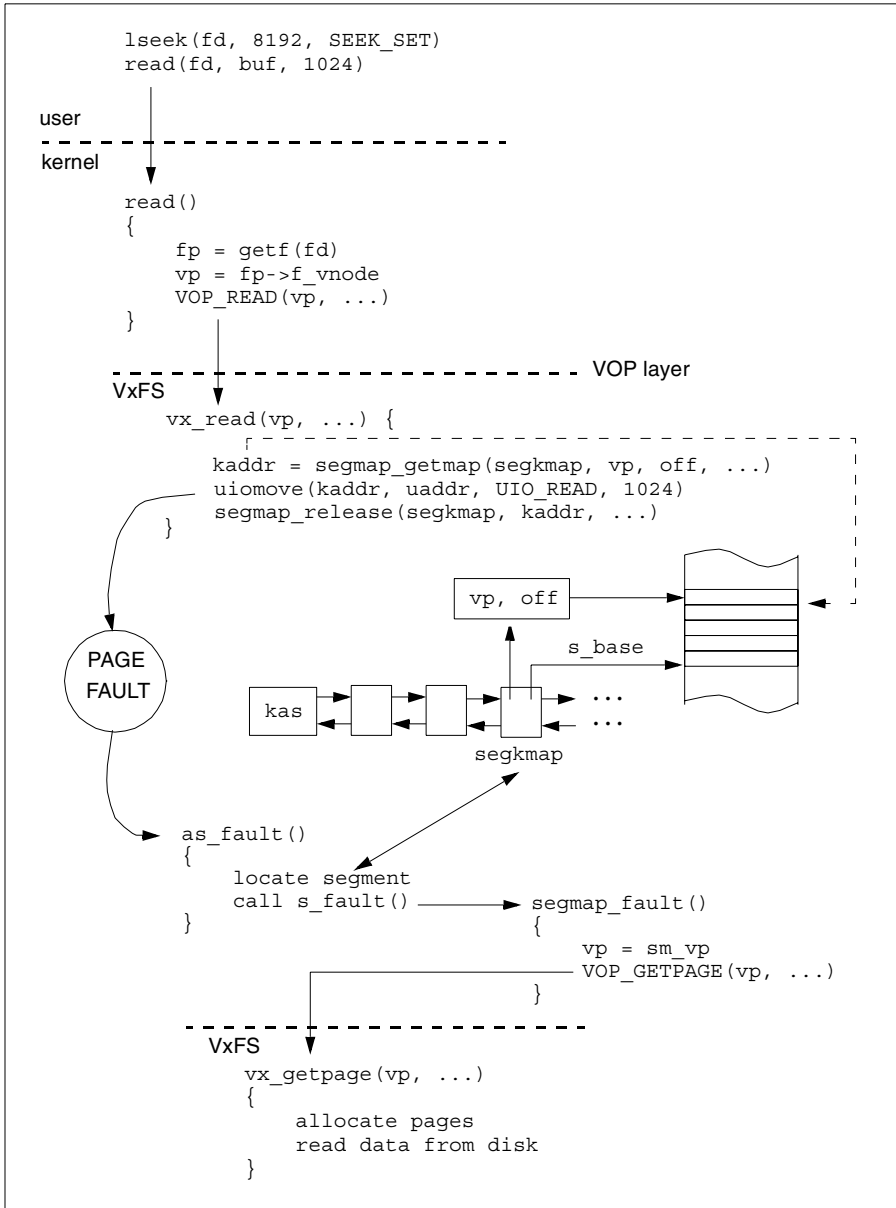 lseek(fd, 8192, SEEK_SET)
read(fd, buf, 1024)
user
kernel
read()
{
fp = getf(fd)
vp = fp->f_vnode
VOP_READ(vp, ...)
}
VOP layer
VxFS
vx_read(vp, ...) {
kaddr = segmap_getmap(segkmap, vp, off, ...)
uiomove(kaddr, uaddr, UIO_READ, 1024)
segmap_release(segkmap, kaddr, ...)
}
vp, off
PAGE
FAULT
s_base
kas
...
...
segkmap
as_fault()
{
locate segment
call s_fault()
}
segmap_fault()
{
vp = sm_vp
VOP_GETPAGE(vp, ...)
}
VxFS
vx_getpage(vp, ...)
{
allocate pages
read data from disk
}